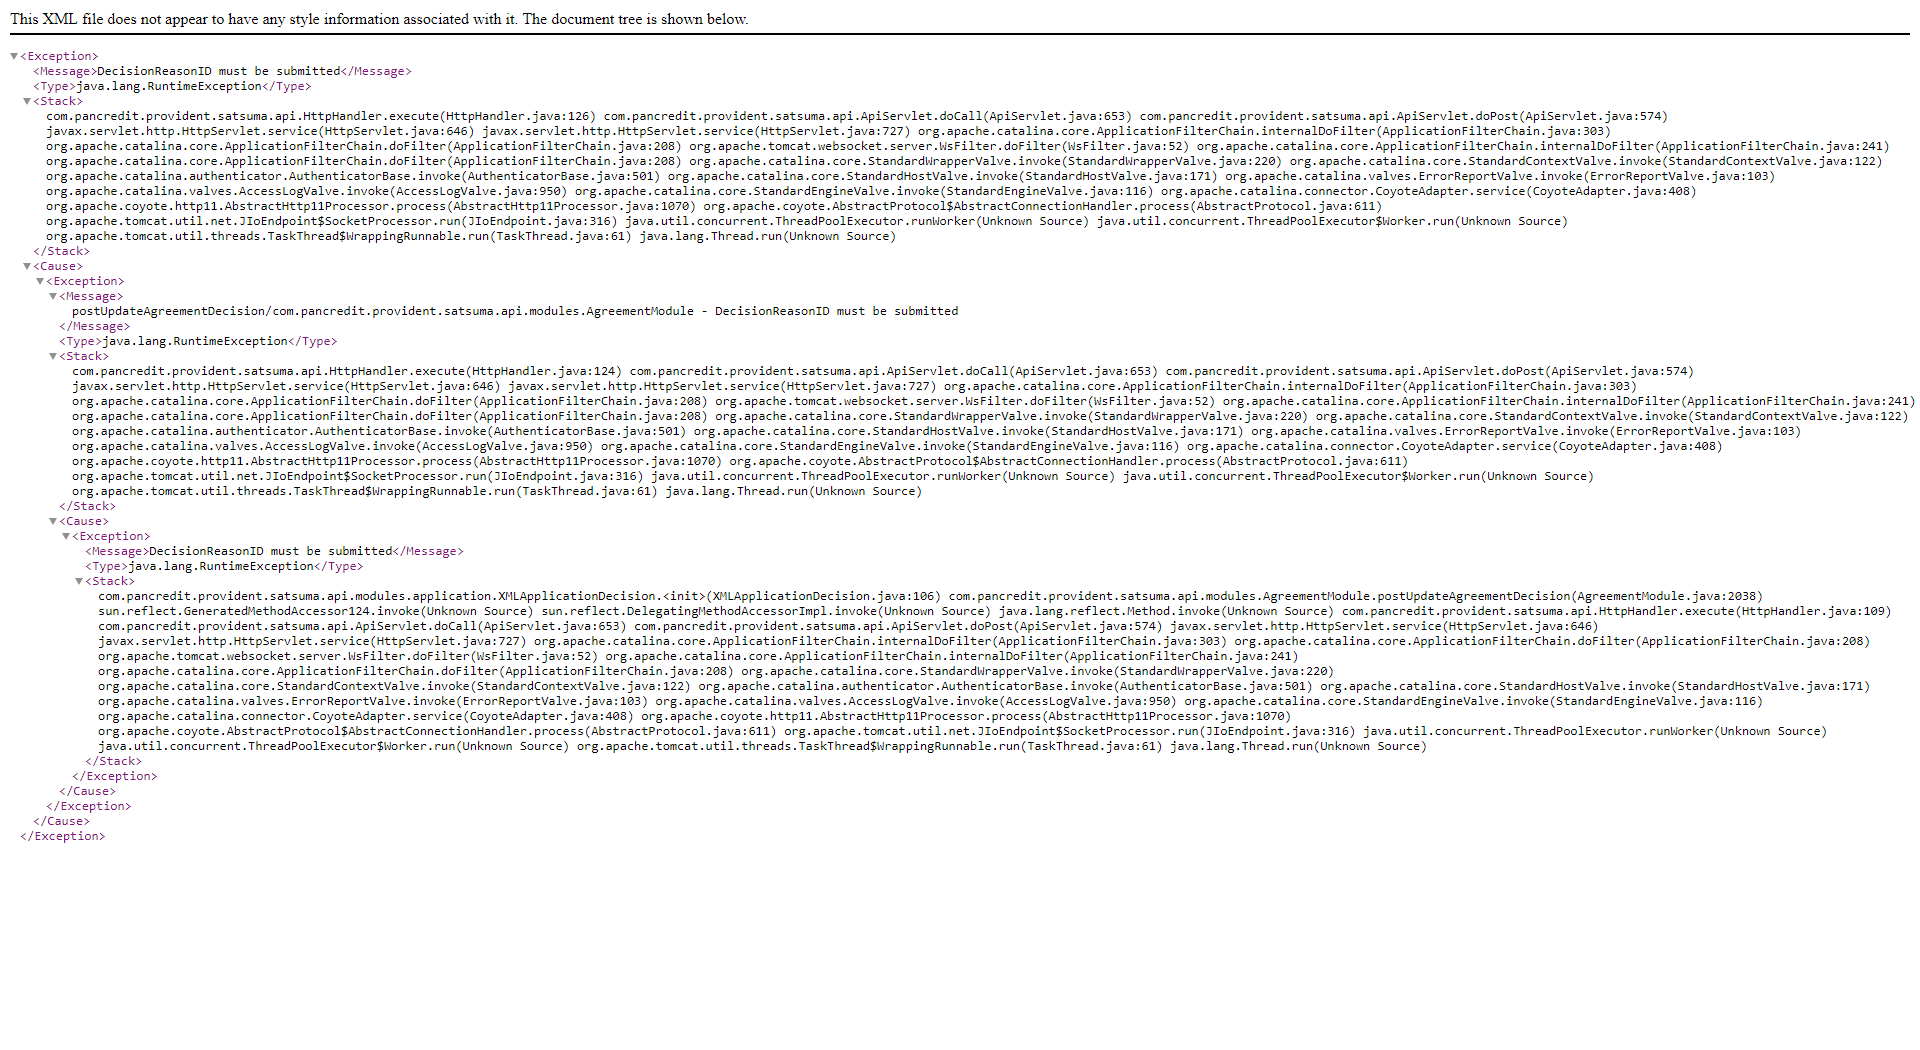 This XML file does not appear to have any style information associated with it. The document tree is shown below.
▼<Exception>
<Message>DecisionReasonID must be submitted</Message>
<Type>java.lang.RuntimeException</Type>
▼<Stack>
com.pancredit.provident.satsuma.api.HttpHandler.execute(HttpHandler.java:126) com.pancredit.provident.satsuma.api.ApiServlet.doCall(ApiServlet.java:653) com.pancredit.provident.satsuma.api.ApiServlet.doPost(ApiServlet.java:574)
javax.servlet.http.HttpServlet.service(HttpServlet.java:646) javax.servlet.http.HttpServlet.service(HttpServlet.java:727) org.apache.catalina.core.ApplicationFilterChain.internalDoFilter(ApplicationFilterChain.java:303)
org.apache.catalina.core.ApplicationFilterChain.doFilter(ApplicationFilterChain.java:208) org.apache.tomcat.websocket.server.WsFilter.doFilter(WsFilter.java:52) org.apache.catalina.core.ApplicationFilterChain.internalDoFilter(ApplicationFilterChain.java:241)
org.apache.catalina.core.ApplicationFilterChain.doFilter(ApplicationFilterChain.java:208) org.apache.catalina.core.StandardWrapperValve.invoke(StandardWrapperValve.java:220) org.apache.catalina.core.StandardContextValve.invoke(StandardContextValve.java:122)
org.apache.catalina.authenticator.AuthenticatorBase.invoke(AuthenticatorBase.java:501) org.apache.catalina.core.StandardHostValve.invoke(StandardHostValve.java:171) org.apache.catalina.valves.ErrorReportValve.invoke(ErrorReportValve.java:103)
org.apache.catalina.valves.AccessLogValve.invoke(AccessLogValve.java:950) org.apache.catalina.core.StandardEngineValve.invoke(StandardEngineValve.java:116) org.apache.catalina.connector.CoyoteAdapter.service(CoyoteAdapter.java:408)
org.apache.coyote.http11.AbstractHttp11Processor.process(AbstractHttp11Processor.java:1070) org.apache.coyote.AbstractProtocol$AbstractConnectionHandler.process(AbstractProtocol.java:611)
org.apache.tomcat.util.net.JIoEndpoint$SocketProcessor.run(JIoEndpoint.java:316) java.util.concurrent.ThreadPoolExecutor.runWorker(Unknown Source) java.util.concurrent.ThreadPoolExecutor$Worker.run(Unknown Source)
org.apache.tomcat.util.threads.TaskThread$WrappingRunnable.run(TaskThread.java:61) java.lang.Thread.run(Unknown Source)
</Stack>
▼<Cause>
▼<Exception>
▼<Message>
postUpdateAgreementDecision/com.pancredit.provident.satsuma.api.modules.AgreementModule - DecisionReasonID must be submitted
</Message>
<Type>java.lang.RuntimeException</Type>
▼<Stack>
com.pancredit.provident.satsuma.api.HttpHandler.execute(HttpHandler.java:124) com.pancredit.provident.satsuma.api.ApiServlet.doCall(ApiServlet.java:653) com.pancredit.provident.satsuma.api.ApiServlet.doPost(ApiServlet.java:574)
javax.servlet.http.HttpServlet.service(HttpServlet.java:646) javax.servlet.http.HttpServlet.service(HttpServlet.java:727) org.apache.catalina.core.ApplicationFilterChain.internalDoFilter(ApplicationFilterChain.java:303)
org.apache.catalina.core.ApplicationFilterChain.doFilter(ApplicationFilterChain.java:208) org.apache.tomcat.websocket.server.WsFilter.doFilter(WsFilter.java:52) org.apache.catalina.core.ApplicationFilterChain.internalDoFilter(ApplicationFilterChain.java:241)
org.apache.catalina.core.ApplicationFilterChain.doFilter(ApplicationFilterChain.java:208) org.apache.catalina.core.StandardWrapperValve.invoke(StandardWrapperValve.java:220) org.apache.catalina.core.StandardContextValve.invoke(StandardContextValve.java:122)
org.apache.catalina.authenticator.AuthenticatorBase.invoke(AuthenticatorBase.java:501) org.apache.catalina.core.StandardHostValve.invoke(StandardHostValve.java:171) org.apache.catalina.valves.ErrorReportValve.invoke(ErrorReportValve.java:103)
org.apache.catalina.valves.AccessLogValve.invoke(AccessLogValve.java:950) org.apache.catalina.core.StandardEngineValve.invoke(StandardEngineValve.java:116) org.apache.catalina.connector.CoyoteAdapter.service(CoyoteAdapter.java:408)
org.apache.coyote.http11.AbstractHttp11Processor.process(AbstractHttp11Processor.java:1070) org.apache.coyote.AbstractProtocol$AbstractConnectionHandler.process(AbstractProtocol.java:611)
org.apache.tomcat.util.net.JIoEndpoint$SocketProcessor.run(JIoEndpoint.java:316) java.util.concurrent.ThreadPoolExecutor.runWorker(Unknown Source) java.util.concurrent.ThreadPoolExecutor$Worker.run(Unknown Source)
org.apache.tomcat.util.threads.TaskThread$WrappingRunnable.run(TaskThread.java:61) java.lang.Thread.run(Unknown Source)
</Stack>
▼<Cause>
▼<Exception>
<Message>DecisionReasonID must be submitted</Message>
<Type>java.lang.RuntimeException</Type>
▼<Stack>
com.pancredit.provident.satsuma.api.modules.application.XMLApplicationDecision.<init>(XMLApplicationDecision.java:106) com.pancredit.provident.satsuma.api.modules.AgreementModule.postUpdateAgreementDecision(AgreementModule.java:2038)
sun.reflect.GeneratedMethodAccessor124.invoke(Unknown Source) sun.reflect.DelegatingMethodAccessorImpl.invoke(Unknown Source) java.lang.reflect.Method.invoke(Unknown Source) com.pancredit.provident.satsuma.api.HttpHandler.execute(HttpHandler.java:109)
com.pancredit.provident.satsuma.api.ApiServlet.doCall(ApiServlet.java:653) com.pancredit.provident.satsuma.api.ApiServlet.doPost(ApiServlet.java:574) javax.servlet.http.HttpServlet.service(HttpServlet.java:646)
javax.servlet.http.HttpServlet.service(HttpServlet.java:727) org.apache.catalina.core.ApplicationFilterChain.internalDoFilter(ApplicationFilterChain.java:303) org.apache.catalina.core.ApplicationFilterChain.doFilter(ApplicationFilterChain.java:208)
org.apache.tomcat.websocket.server.WsFilter.doFilter(WsFilter.java:52) org.apache.catalina.core.ApplicationFilterChain.internalDoFilter(ApplicationFilterChain.java:241)
org.apache.catalina.core.ApplicationFilterChain.doFilter(ApplicationFilterChain.java:208) org.apache.catalina.core.StandardWrapperValve.invoke(StandardWrapperValve.java:220)
org.apache.catalina.core.StandardContextValve.invoke(StandardContextValve.java:122) org.apache.catalina.authenticator.AuthenticatorBase.invoke(AuthenticatorBase.java:501) org.apache.catalina.core.StandardHostValve.invoke(StandardHostValve.java:171)
org.apache.catalina.valves.ErrorReportValve.invoke(ErrorReportValve.java:103) org.apache.catalina.valves.AccessLogValve.invoke(AccessLogValve.java:950) org.apache.catalina.core.StandardEngineValve.invoke(StandardEngineValve.java:116)
org.apache.catalina.connector.CoyoteAdapter.service(CoyoteAdapter.java:408) org.apache.coyote.http11.AbstractHttp11Processor.process(AbstractHttp11Processor.java:1070)
org.apache.coyote.AbstractProtocol$AbstractConnectionHandler.process(AbstractProtocol.java:611) org.apache.tomcat.util.net.JIoEndpoint$SocketProcessor.run(JIoEndpoint.java:316) java.util.concurrent.ThreadPoolExecutor.runWorker(Unknown Source)
java.util.concurrent.ThreadPoolExecutor$Worker.run(Unknown Source) org.apache.tomcat.util.threads.TaskThread$WrappingRunnable.run(TaskThread.java:61) java.lang.Thread.run(Unknown Source)
</Stack>
</Exception>
</Cause>
</Exception>
</Cause>
</Exception>